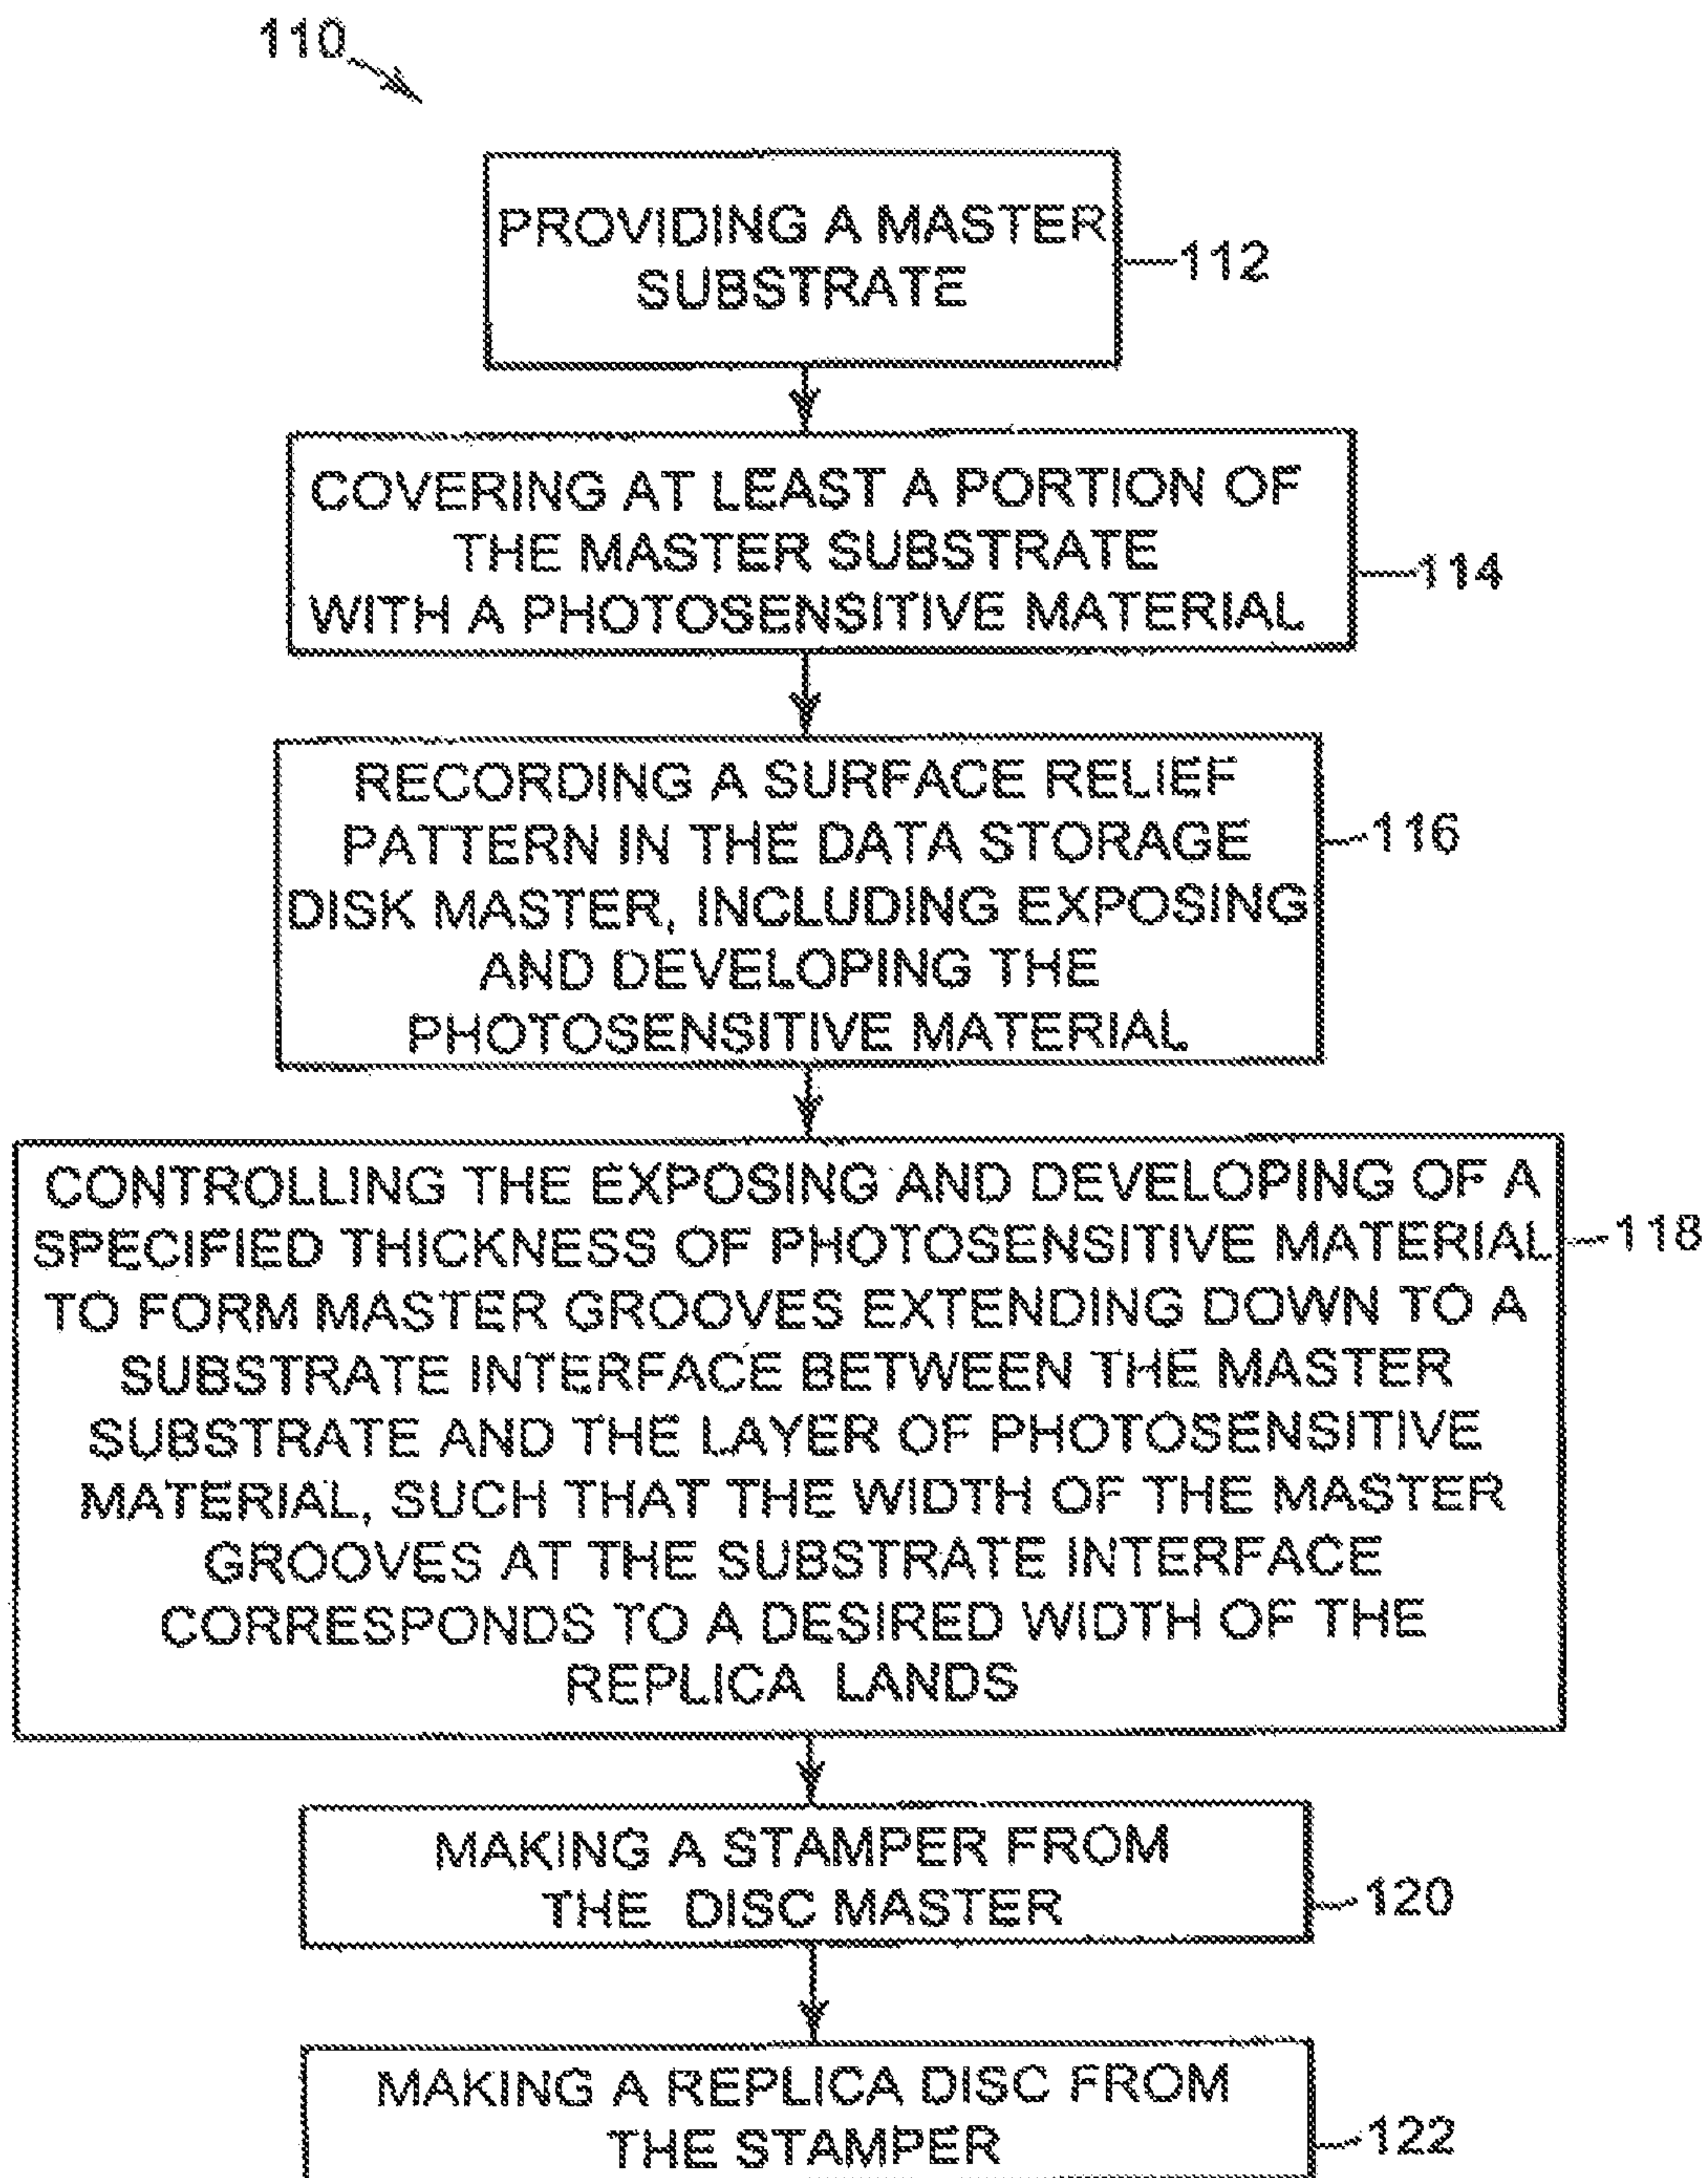 110
PROVIDING A MASTER
SUBSTRATE
112
COVERING AT LEAST A PORTION OF
THE MASTER SUBSTRATE
WITH A PHOTOSENSITIVE MATERIAL
114
RECORDING A SURFACE RELIEF
PATTERN IN THE DATA STORAGE
DISK MASTER, INCLUDING EXPOSING
AND DEVELOPING THE
PHOTOSENSITIVE MATERIAL
116
CONTROLLING THE EXPOSING AND DEVELOPING OF A
SPECIFIED THICKNESS OF PHOTOSENSITIVE MATERIAL
TO FORM MASTER GROOVES EXTENDING DOWN TO A
SUBSTRATE INTERFACE BETWEEN THE MASTER
SUBSTRATE AND THE LAYER OF PHOTOSENSITIVE
MATERIAL, SUCH THAT THE WIDTH OF THE MASTER
GROOVES AT THE SUBSTRATE INTERFACE
CORRESPONDS TO A DESIRED WIDTH OF THE
REPLICA LANDS
118
MAKING A STAMPER FROM
THE DISC MASTER
120
MAKING A REPLICA DISC FROM
THE STAMPER
122